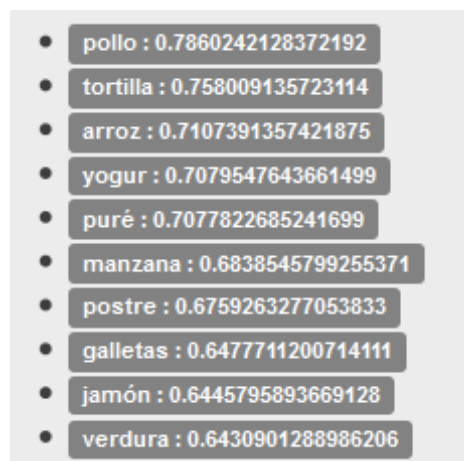 pollo : 0.7860242128372192
tortilla : 0.758009135723114
arroz : 0.7107391357421875
yogur : 0.7079547643661499
puré : 0.7077822685241699
manzana : 0.6838545799255371
postre : 0.6759263277053833
galletas : 0.6477711200714111
jamón : 0.6445795893669128
verdura : 0.6430901288986206